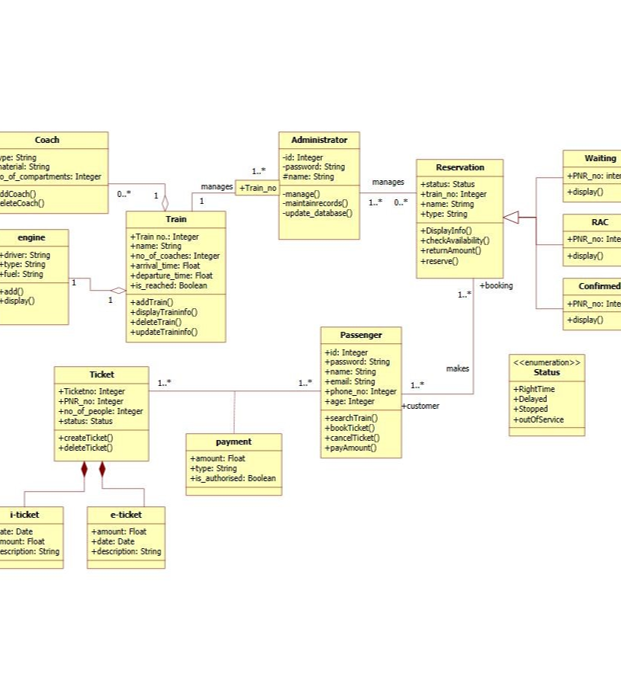 Coach
ype: String
naterial: String
o_of_compartments: Integer
ddCoach()
eleteCoach()
0..*
1
engine
+driver: String
+type: String
+fuel: String
+add()
+display()
1
1
Train
+Train no.: Integer
+name: String
+no_of_coaches: Integer
+arrival_time: Float
+departure_time: Float
+is_reached: Boolean
+addTrain()
+displayTraininfo()
+deleteTrain()
+updateTraininfo()
manages
1
1..*
+Train_no
Administrator
-id: Integer
-password: String
#name: String
-manage()
-maintainrecords()
-update_database()
manages
1..*
0..*
Reservation
+status: Status
+train_no: Integer
+name: Strimg
+type: String
+DisplayInfo()
+checkAvailability()
+returnAmount()
+reserve()
Waiting
+PNR_no: inter
+display()
RAC
+PNR_no: Inte
+display()
Confirmed
+PNR_no: Inte
+display()
1..*
+booking
makes
1..*
+customer
Passenger
+id: Integer
+password: String
+name: String
+email: String
+phone_no: Integer
+age: Integer
+searchTrain()
+bookTicket()
+cancelTicket()
+payAmount()
<<enumeration>>
Status
+RightTime
+Delayed
+Stopped
+outOfService
Ticket
+Ticketno: Integer
+PNR_no: Integer
+no_of_people: Integer
+status: Status
+createTicket()
+deleteTicket()
1..*
1..*
payment
+amount: Float
+type: String
+is_authorised: Boolean
i-ticket
ate: Date
mount: Float
escription: String
e-ticket
+amount: Float
+date: Date
+description: String